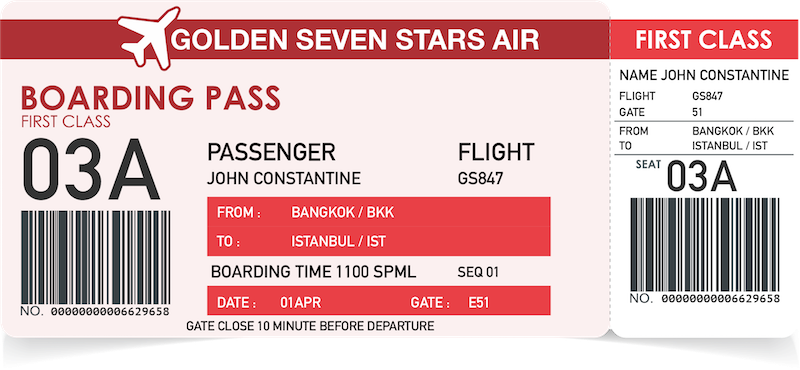 GOLDEN SEVEN STARS AIR
BOARDING PASS
FIRST CLASS
03A
NO. 00000000006629658
PASSENGER FLIGHT
JOHN CONSTANTINE GS847
FROM : BANGKOK / BKK
TO : ISTANBUL / IST
BOARDING TIME 1100 SPML SEQ 01
DATE : 01APR GATE : E51
GATE CLOSE 10 MINUTE BEFORE DEPARTURE
FIRST CLASS
NAME JOHN CONSTANTINE
FLIGHT GS847
GATE 51
FROM BANGKOK / BKK
TO ISTANBUL / IST
SEAT 03A
NO. 00000000006629658